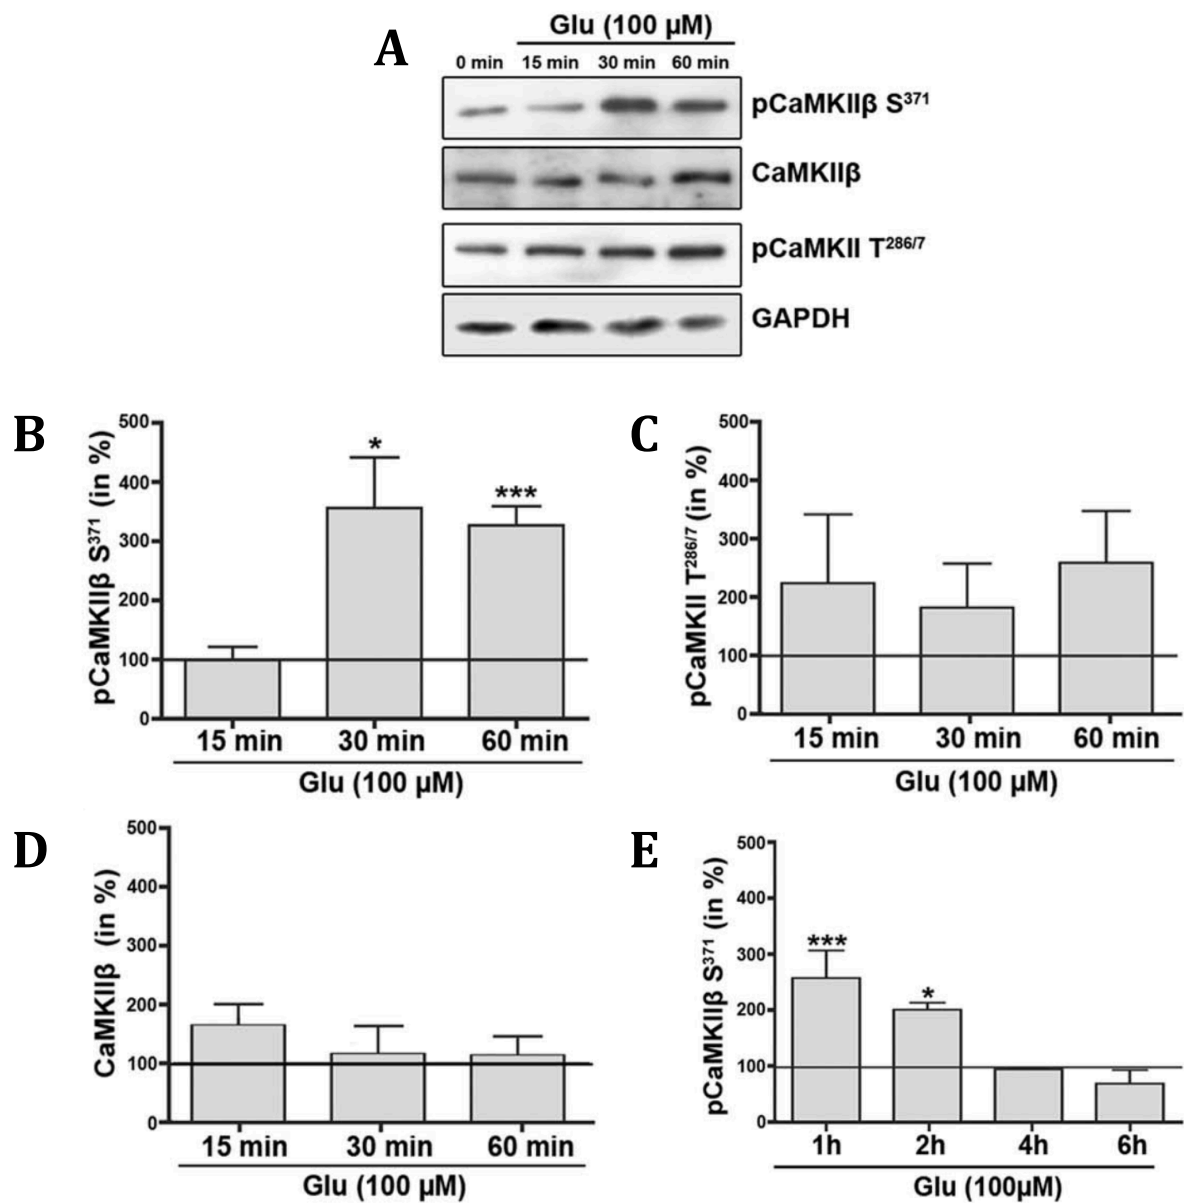 A
Glu (100 µM)
0 min 15 min 30 min 60 min
pCaMKIIβ S³⁷¹
CaMKIIβ
pCaMKII T²⁸⁶/⁷
GAPDH
B
pCaMKIIβ S³⁷¹ (in %)
500
400
300
200
100
0
*
***
15 min 30 min 60 min
Glu (100 µM)
C
pCaMKII T²⁸⁶/⁷ (in %)
500
400
300
200
100
0
15 min 30 min 60 min
Glu (100 µM)
D
CaMKIIβ (in %)
500
400
300
200
100
0
15 min 30 min 60 min
Glu (100 µM)
E
pCaMKIIβ S³⁷¹ (in %)
500
400
300
200
100
0
***
*
1h 2h 4h 6h
Glu (100µM)